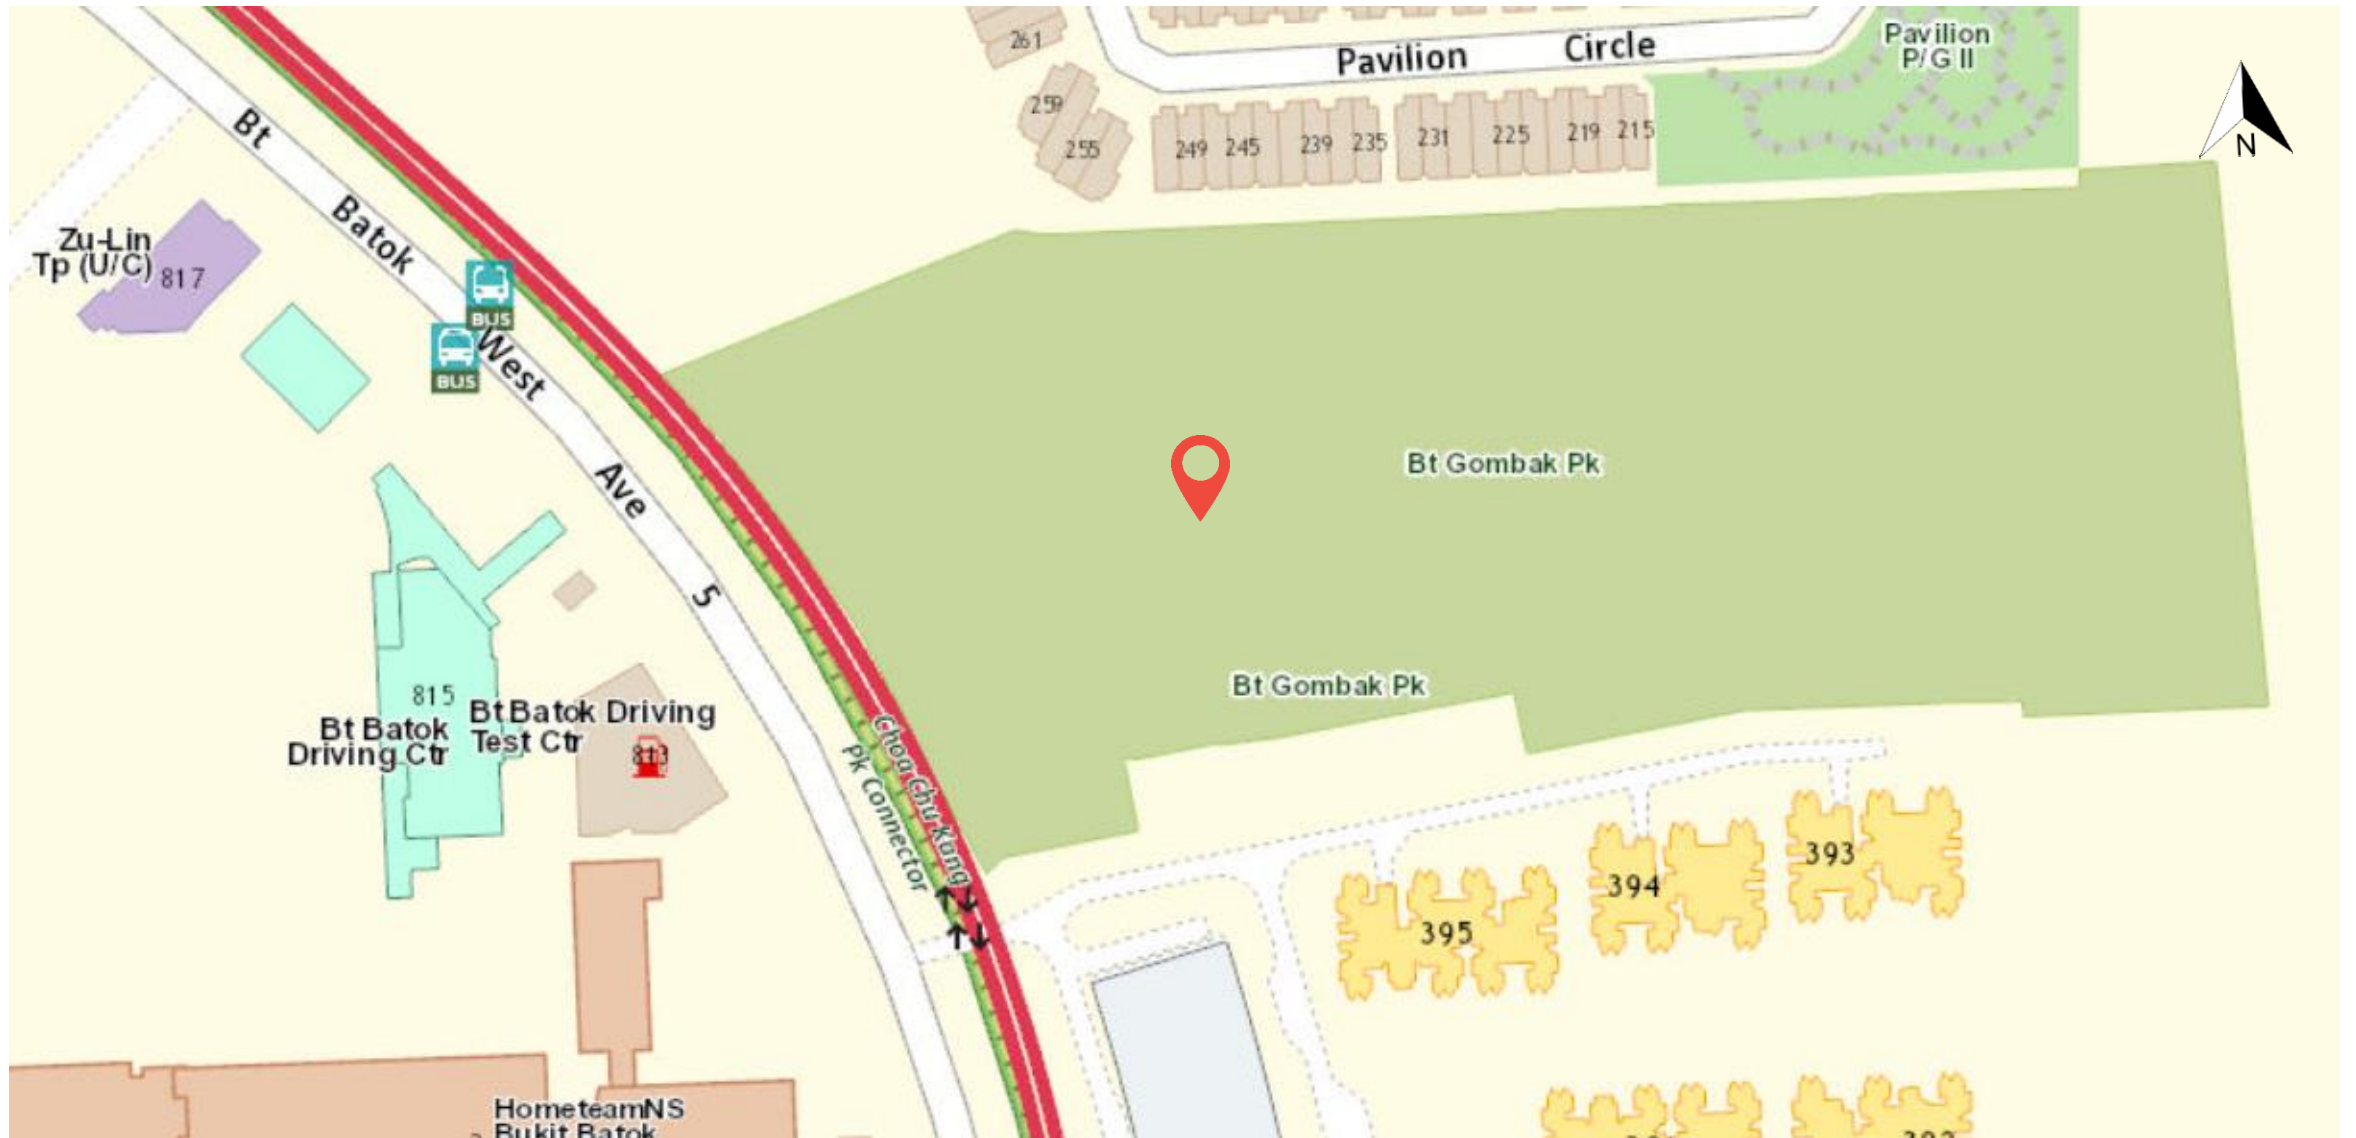 261
Pavilion Circle
Pavilion
P/G II
259
255
249
245
239
235
231
225
219
215
N
Bt Batok West Ave 5
Zu-Lin
Tp (U/C)
817
BUS
BUS
Bt Gombak Pk
Bt Gombak Pk
815
Bt Batok
Driving Ctr
Bt Batok Driving
Test Ctr
813
Choa Chu Kang
Pk Connector
395
394
393
HometeamNS
Bukit Batok